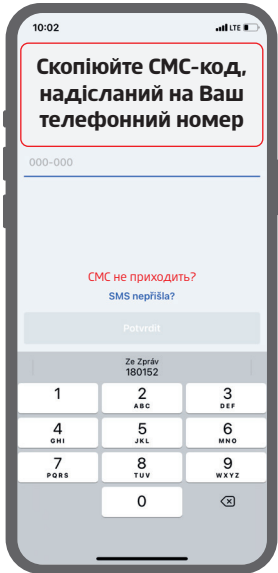 10:02
LTE
Скопіюйте СМС-код,
надісланий на Ваш
телефонний номер
000-000
СМС не приходить?
SMS nepřišla?
Potvrdit
Ze Zpráv
180152
1
2
ABC
3
DEF
4
GHI
5
JKL
6
MNO
7
PQRS
8
TUV
9
WXYZ
0